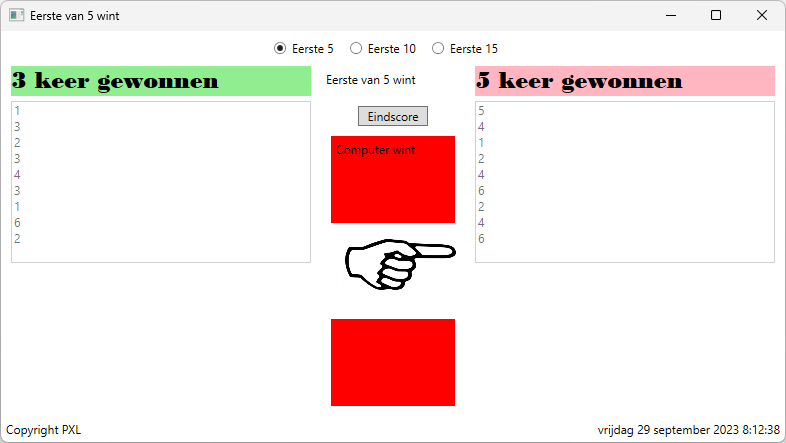 Eerste van 5 wint
Eerste 5 Eerste 10 Eerste 15
3 keer gewonnen
Eerste van 5 wint
5 keer gewonnen
Eindscore
Computer wint
1
3
2
3
4
3
1
6
2
5
4
1
2
4
6
2
4
6
Copyright PXL
vrijdag 29 september 2023 8:12:38